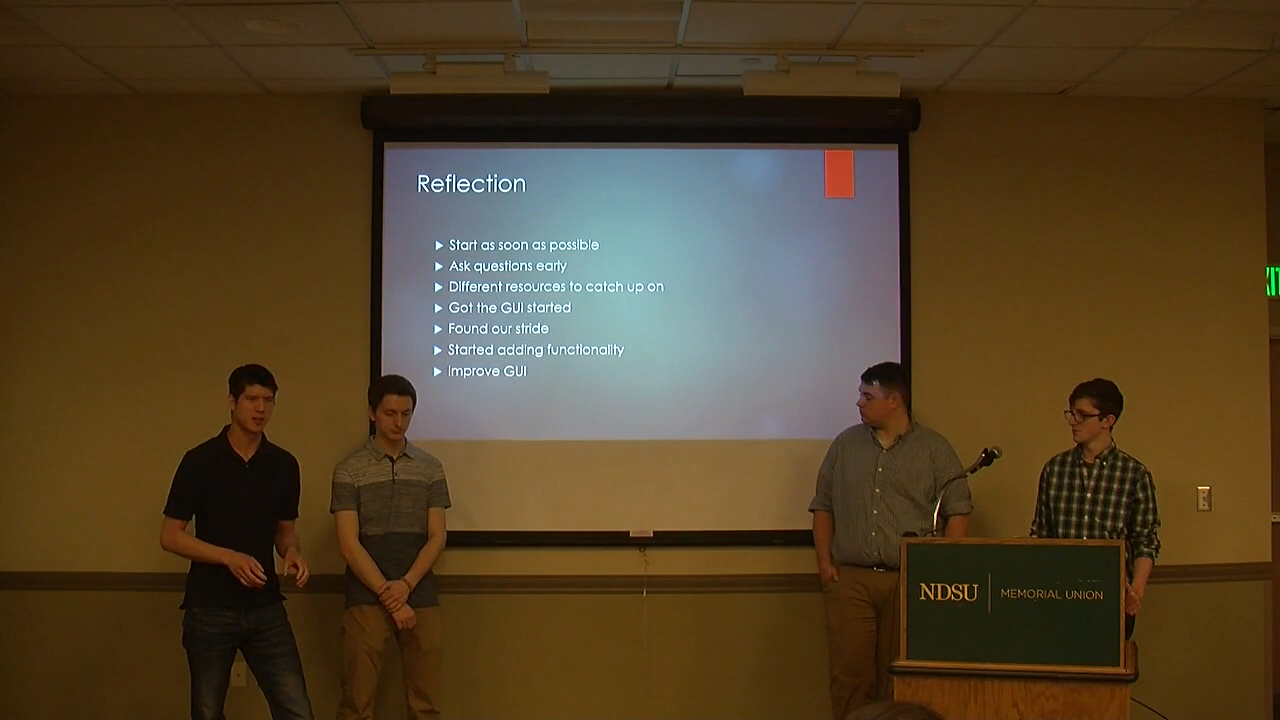 Reflection
Start as soon as possible
Ask questions early
Different resources to catch up on
Got the GUI started
Found our stride
Started adding functionality
Improve GUI
XIT
NDSU MEMORIAL UNION